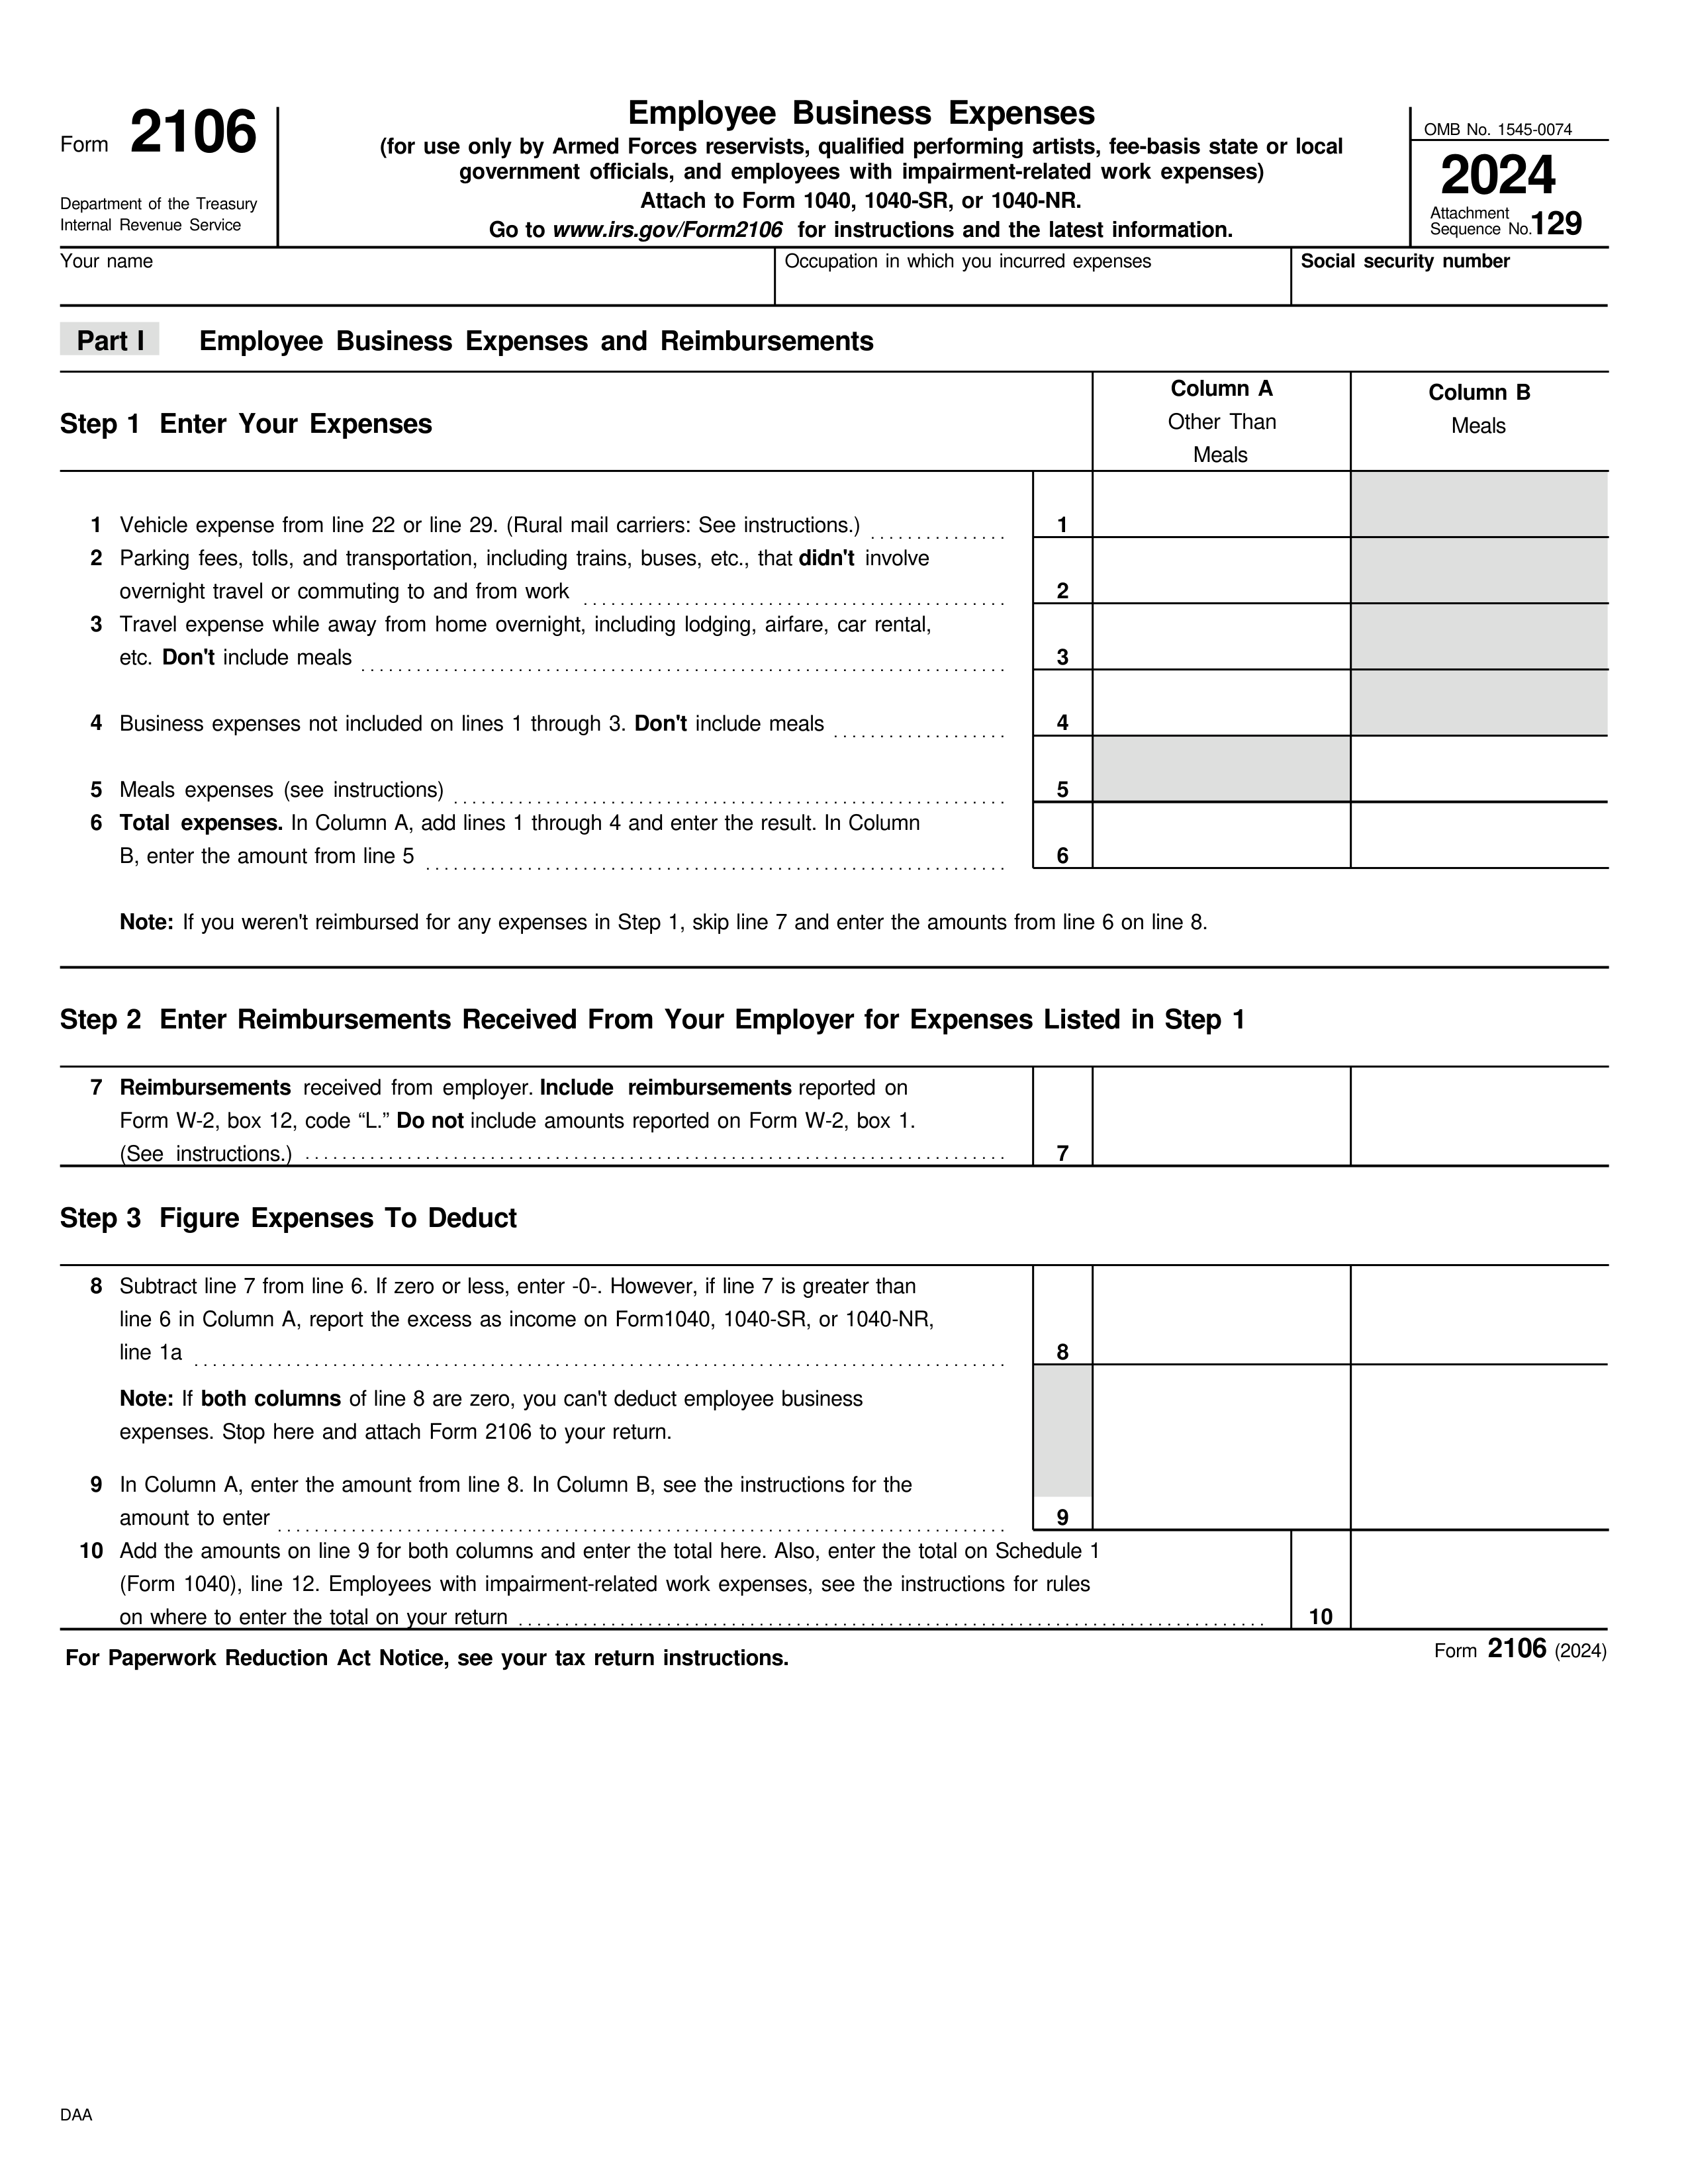 Form 2106
Department of the Treasury
Internal Revenue Service
Employee Business Expenses
(for use only by Armed Forces reservists, qualified performing artists, fee-basis state or local
government officials, and employees with impairment-related work expenses)
Attach to Form 1040, 1040-SR, or 1040-NR.
Go to www.irs.gov/Form2106 for instructions and the latest information.
OMB No. 1545-0074
2024
Attachment
Sequence No. 129
Your name
Occupation in which you incurred expenses
Social security number
Part I Employee Business Expenses and Reimbursements
Step 1 Enter Your Expenses
Column A
Other Than
Meals
Column B
Meals
1 Vehicle expense from line 22 or line 29. (Rural mail carriers: See instructions.) 1
2 Parking fees, tolls, and transportation, including trains, buses, etc., that didn't involve
overnight travel or commuting to and from work 2
3 Travel expense while away from home overnight, including lodging, airfare, car rental,
etc. Don't include meals 3
4 Business expenses not included on lines 1 through 3. Don't include meals 4
5 Meals expenses (see instructions) 5
6 Total expenses. In Column A, add lines 1 through 4 and enter the result. In Column
B, enter the amount from line 5 6
Note: If you weren't reimbursed for any expenses in Step 1, skip line 7 and enter the amounts from line 6 on line 8.
Step 2 Enter Reimbursements Received From Your Employer for Expenses Listed in Step 1
7 Reimbursements received from employer. Include reimbursements reported on
Form W-2, box 12, code “L.” Do not include amounts reported on Form W-2, box 1.
(See instructions.) 7
Step 3 Figure Expenses To Deduct
8 Subtract line 7 from line 6. If zero or less, enter -0-. However, if line 7 is greater than
line 6 in Column A, report the excess as income on Form1040, 1040-SR, or 1040-NR,
line 1a 8
Note: If both columns of line 8 are zero, you can't deduct employee business
expenses. Stop here and attach Form 2106 to your return.
9 In Column A, enter the amount from line 8. In Column B, see the instructions for the
amount to enter 9
10 Add the amounts on line 9 for both columns and enter the total here. Also, enter the total on Schedule 1
(Form 1040), line 12. Employees with impairment-related work expenses, see the instructions for rules
on where to enter the total on your return 10
For Paperwork Reduction Act Notice, see your tax return instructions.
Form 2106 (2024)
DAA